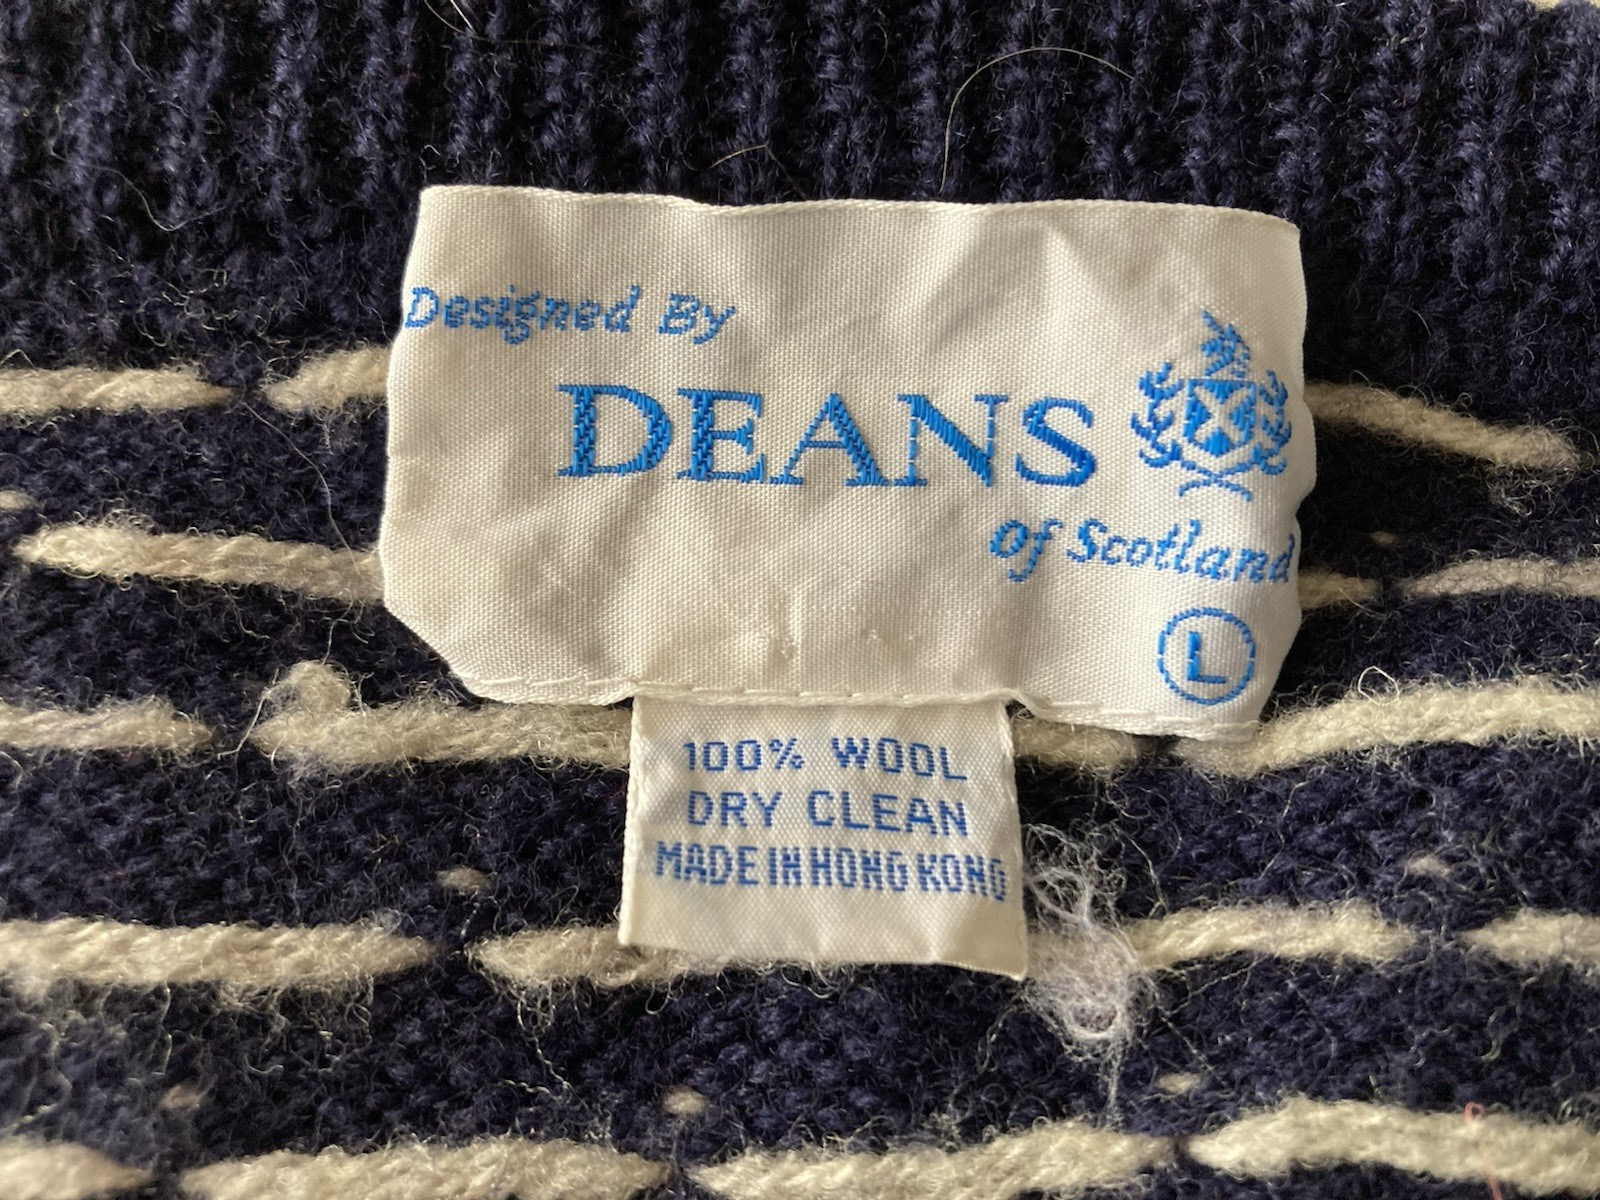 Designed By
DEANS
of Scotland
L
100% WOOL
DRY CLEAN
MADE IN HONG KONG